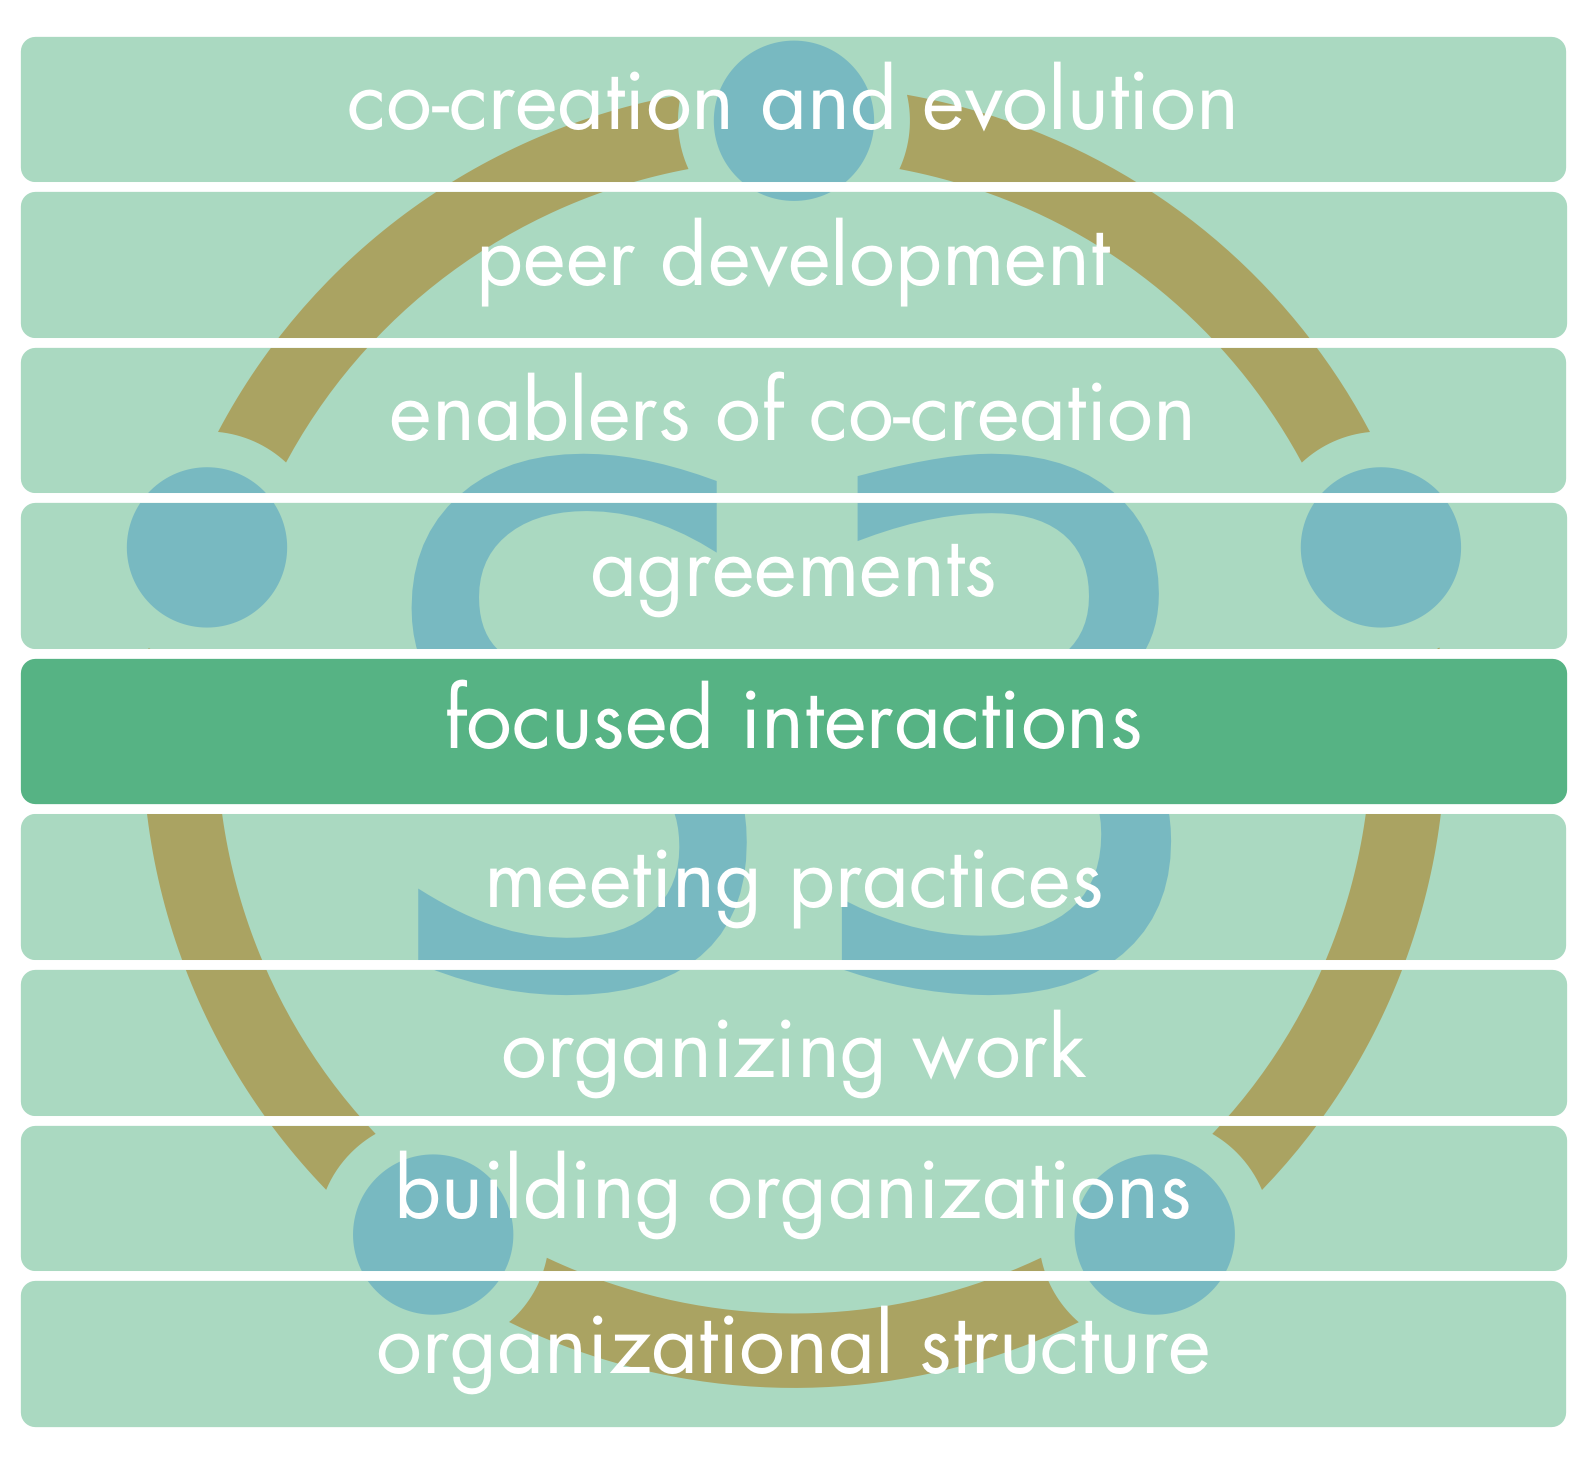 co-creation and evolution
peer development
enablers of co-creation
agreements
S3
focused interactions
meeting practices
organizing work
building organizations
organizational structure